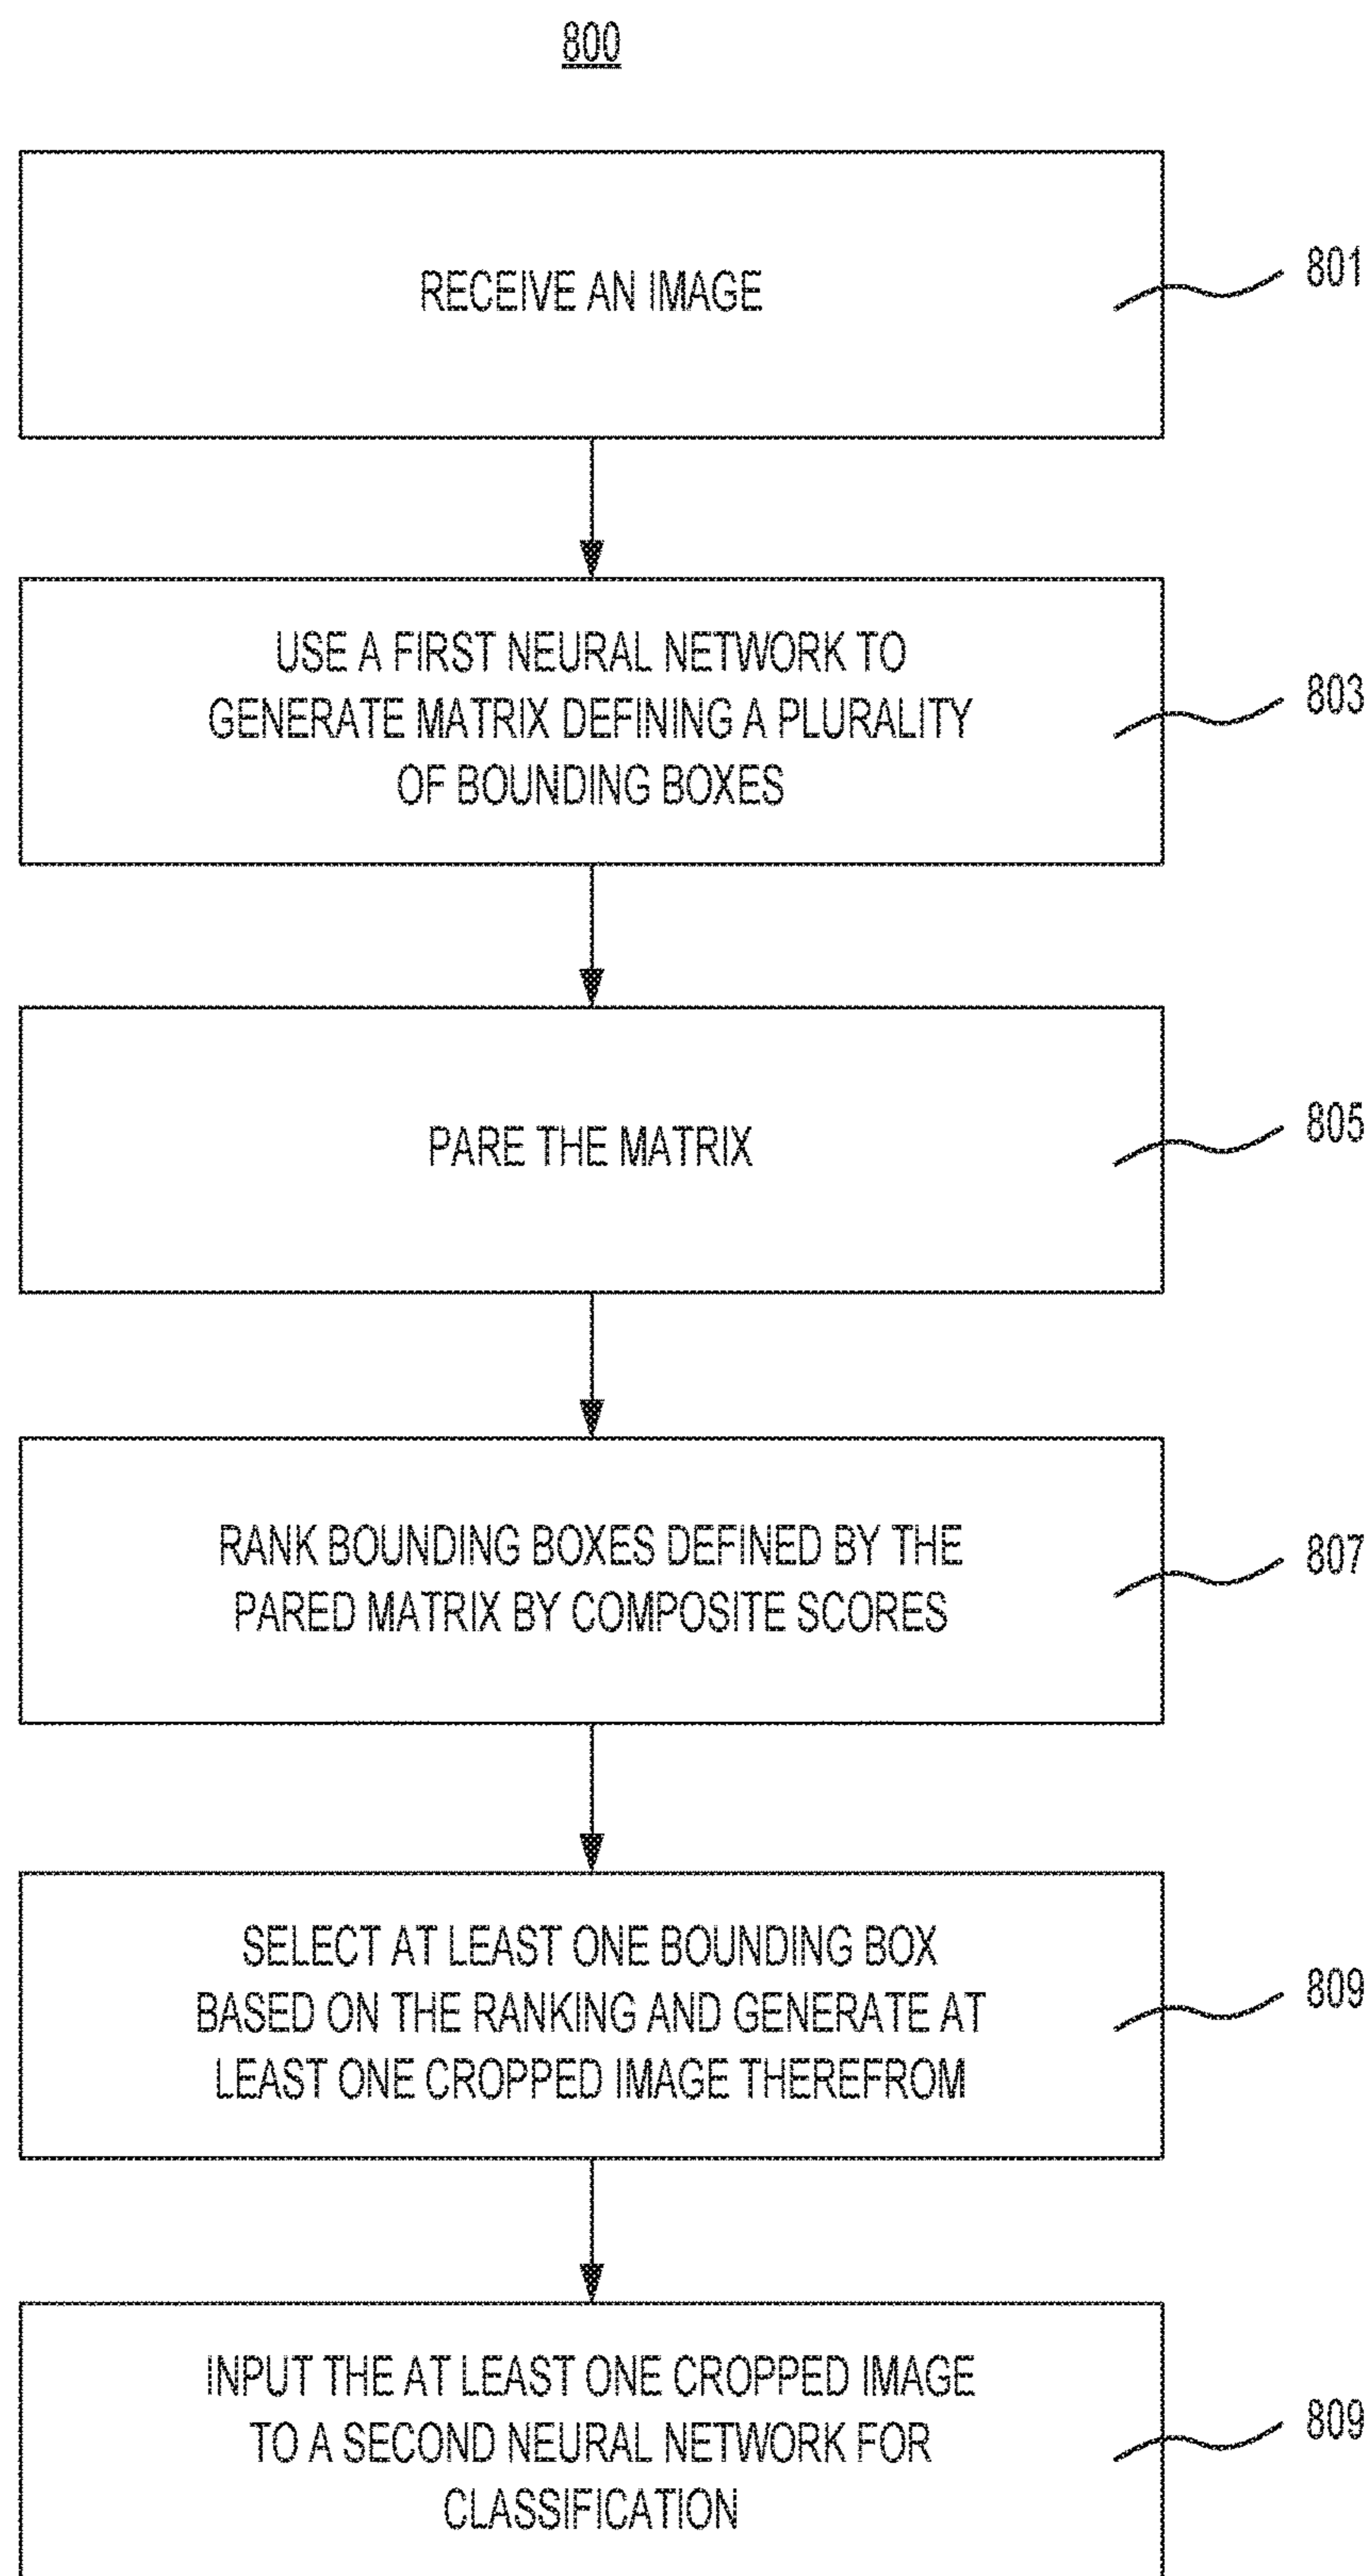 800
RECEIVE AN IMAGE
801
USE A FIRST NEURAL NETWORK TO
GENERATE MATRIX DEFINING A PLURALITY
OF BOUNDING BOXES
803
PARE THE MATRIX
805
RANK BOUNDING BOXES DEFINED BY THE
PARED MATRIX BY COMPOSITE SCORES
807
SELECT AT LEAST ONE BOUNDING BOX
BASED ON THE RANKING AND GENERATE AT
LEAST ONE CROPPED IMAGE THEREFROM
809
INPUT THE AT LEAST ONE CROPPED IMAGE
TO A SECOND NEURAL NETWORK FOR
CLASSIFICATION
809